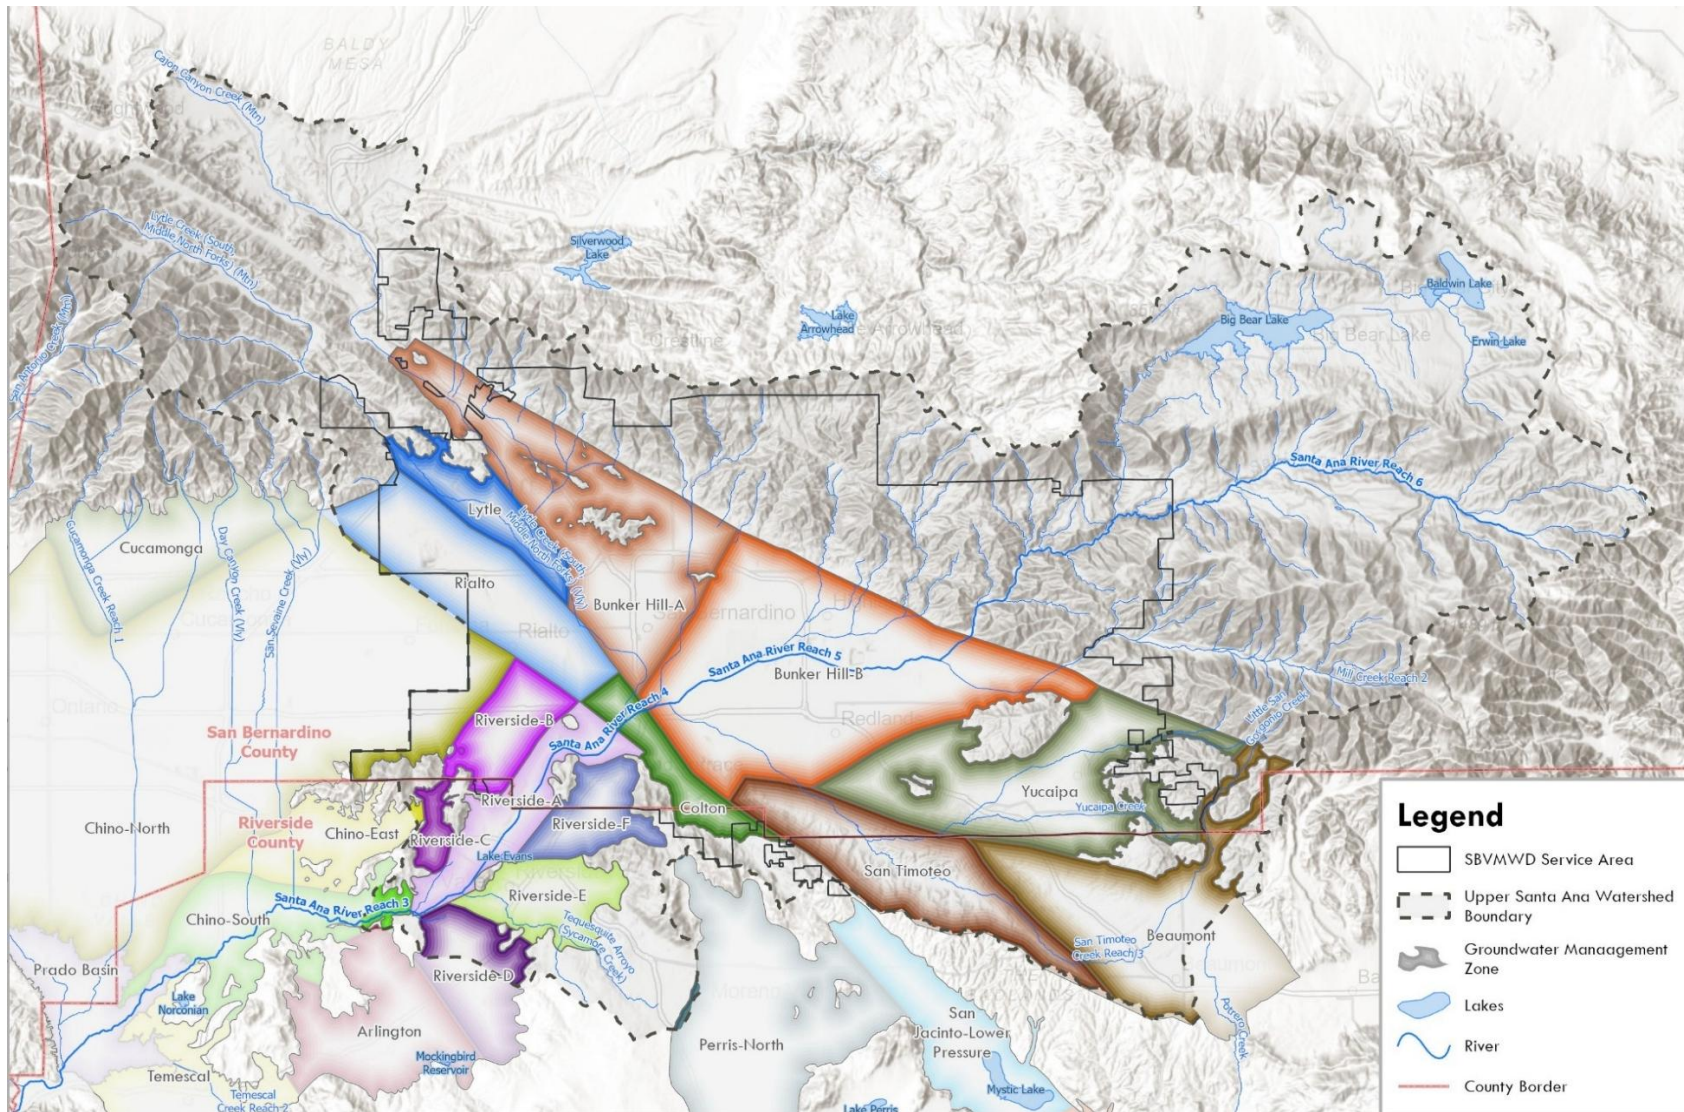 BALDY
MESA
Cajon Canyon Creek (Mtn)
Lytle Creek (South,
Middle,North Forks) (Mtn)
San Antonio Creek (Mtn)
Silverwood
Lake
Lake
Arrowhead
Crestline
Baldwin Lake
Big Bear Lake
Big Bear Lake
Erwin Lake
Santa Ana River Reach 6
Lytle
Lytle Creek (South,
Middle,North Forks) (Vly)
Cucamonga
Cucamonga Creek Reach 1
Day Canyon Creek (Vly)
San Sevaine Creek (Vly)
Rialto
Rialto
Bunker Hill-A
Bernardino
Santa Ana River Reach 5
Bunker Hill-B
Mill Creek Reach 2
Little San
Gorgonio Creek
Ontario
Riverside-B
Santa Ana River Reach 4
Redland
San Bernardino
County
Riverside-A
Colton
Yucaipa
Yucaipa Creek
Chino-North
Riverside
County
Chino-East
Riverside-C
Riverside-F
Lake Evans
San Timoteo
Riverside-E
Santa Ana River Reach 3
Chino-South
Tequesquite Arroyo
(Sycamore Creek)
San Timoteo
Creek Reach 3
Beaumont
Prado Basin
Riverside-D
Lake
Norconian
Arlington
Perris-North
San
Jacinto-Lower
Pressure
Potrero Creek
Mockingbird
Reservoir
Temescal
Temescal
Creek Reach 2
Mystic Lake
Lake Perris
Legend
SBVMWD Service Area
Upper Santa Ana Watershed
Boundary
Groundwater Management
Zone
Lakes
River
County Border